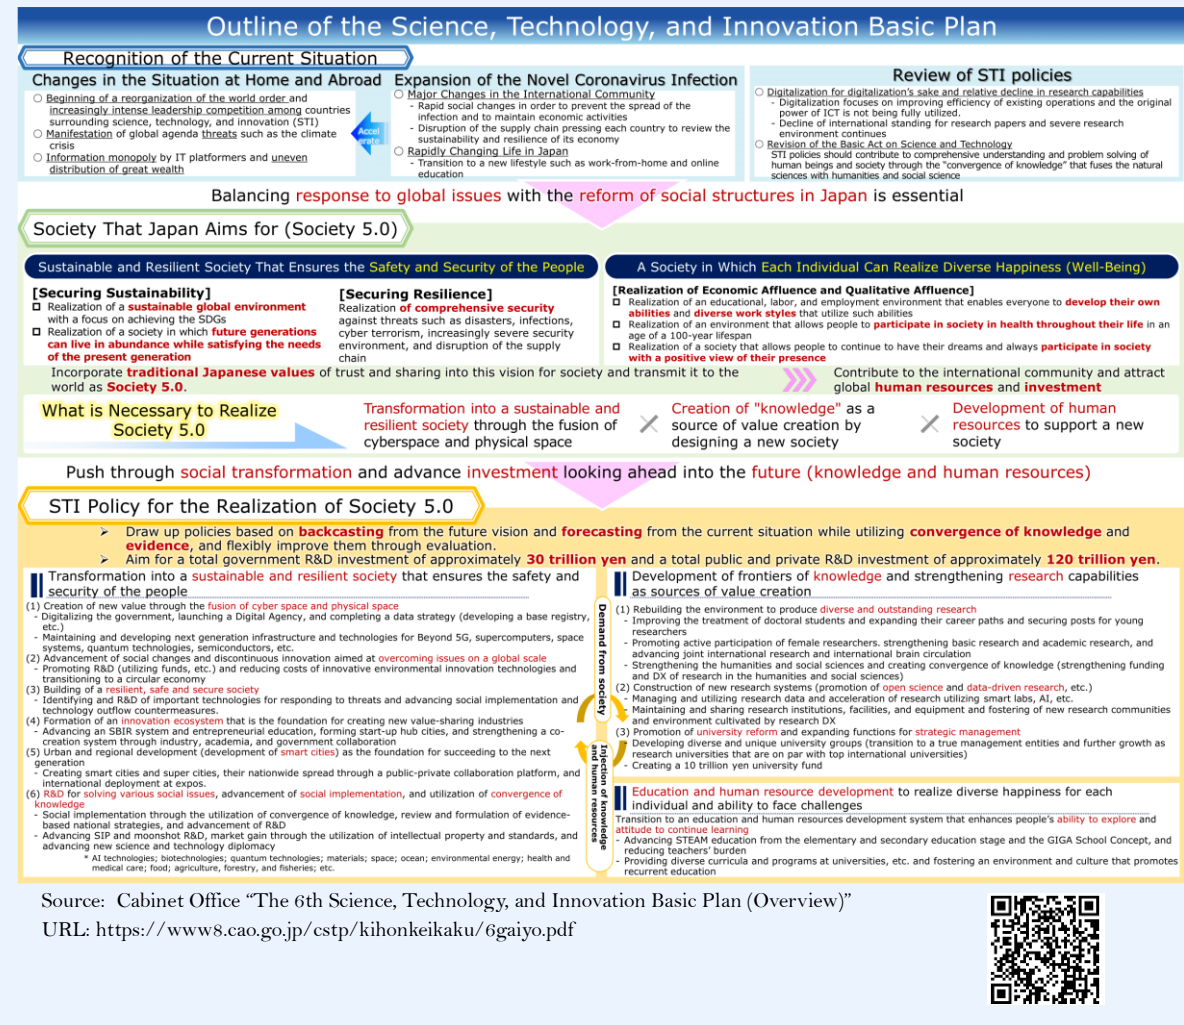 Outline of the Science, Technology, and Innovation Basic Plan
Recognition of the Current Situation
Changes in the Situation at Home and Abroad
○ Beginning of a reorganization of the world order and
increasingly intense leadership competition among countries
surrounding science, technology, and innovation (STI)
○ Manifestation of global agenda threats such as the climate
crisis
○ Information monopoly by IT platformers and uneven
distribution of great wealth
Accel
erate
Expansion of the Novel Coronavirus Infection
○ Major Changes in the International Community
- Rapid social changes in order to prevent the spread of the
infection and to maintain economic activities
- Disruption of the supply chain pressing each country to review the
sustainability and resilience of its economy
○ Rapidly Changing Life in Japan
- Transition to a new lifestyle such as work-from-home and online
education
Review of STI policies
○ Digitalization for digitalization's sake and relative decline in research capabilities
- Digitalization focuses on improving efficiency of existing operations and the original
power of ICT is not being fully utilized.
- Decline of international standing for research papers and severe research
environment continues
○ Revision of the Basic Act on Science and Technology
STI policies should contribute to comprehensive understanding and problem solving of
human beings and society through the "convergence of knowledge" that fuses the natural
sciences with humanities and social science
Balancing response to global issues with the reform of social structures in Japan is essential
Society That Japan Aims for (Society 5.0)
Sustainable and Resilient Society That Ensures the Safety and Security of the People
[Securing Sustainability]
□ Realization of a sustainable global environment
with a focus on achieving the SDGs
□ Realization of a society in which future generations
can live in abundance while satisfying the needs
of the present generation
[Securing Resilience]
Realization of comprehensive security
against threats such as disasters, infections,
cyber terrorism, increasingly severe security
environment, and disruption of the supply
chain
A Society in Which Each Individual Can Realize Diverse Happiness (Well-Being)
[Realization of Economic Affluence and Qualitative Affluence]
□ Realization of an educational, labor, and employment environment that enables everyone to develop their own
abilities and diverse work styles that utilize such abilities
□ Realization of an environment that allows people to participate in society in health throughout their life in an
age of a 100-year lifespan
□ Realization of a society that allows people to continue to have their dreams and always participate in society
with a positive view of their presence
Incorporate traditional Japanese values of trust and sharing into this vision for society and transmit it to the
world as Society 5.0.
Contribute to the international community and attract
global human resources and investment
What is Necessary to Realize
Society 5.0
Transformation into a sustainable and
resilient society through the fusion of
cyberspace and physical space
Creation of "knowledge" as a
source of value creation by
designing a new society
Development of human
resources to support a new
society
Push through social transformation and advance investment looking ahead into the future (knowledge and human resources)
STI Policy for the Realization of Society 5.0
➢ Draw up policies based on backcasting from the future vision and forecasting from the current situation while utilizing convergence of knowledge and
evidence, and flexibly improve them through evaluation.
➢ Aim for a total government R&D investment of approximately 30 trillion yen and a total public and private R&D investment of approximately 120 trillion yen.
Transformation into a sustainable and resilient society that ensures the safety and
security of the people
(1) Creation of new value through the fusion of cyber space and physical space
- Digitalizing the government, launching a Digital Agency, and completing a data strategy (developing a base registry,
etc.)
- Maintaining and developing next generation infrastructure and technologies for Beyond 5G, supercomputers, space
systems, quantum technologies, semiconductors, etc.
(2) Advancement of social changes and discontinuous innovation aimed at overcoming issues on a global scale
- Promoting R&D (utilizing funds, etc.) and reducing costs of innovative environmental innovation technologies and
transitioning to a circular economy
(3) Building of a resilient, safe and secure society
- Identifying and R&D of important technologies for responding to threats and advancing social implementation and
technology outflow countermeasures.
(4) Formation of an innovation ecosystem that is the foundation for creating new value-sharing industries
- Advancing an SBIR system and entrepreneurial education, forming start-up hub cities, and strengthening a co-
creation system through industry, academia, and government collaboration
(5) Urban and regional development (development of smart cities) as the foundation for succeeding to the next
generation
- Creating smart cities and super cities, their nationwide spread through a public-private collaboration platform, and
international deployment at expos.
(6) R&D for solving various social issues, advancement of social implementation, and utilization of convergence of
knowledge
- Social implementation through the utilization of convergence of knowledge, review and formulation of evidence-
based national strategies, and advancement of R&D
- Advancing SIP and moonshot R&D, market gain through the utilization of intellectual property and standards, and
advancing new science and technology diplomacy
* AI technologies; biotechnologies; quantum technologies; materials; space; ocean; environmental energy; health and
medical care; food; agriculture, forestry, and fisheries; etc.
Demand from society
Injection of knowledge
and human resources
Development of frontiers of knowledge and strengthening research capabilities
as sources of value creation
(1) Rebuilding the environment to produce diverse and outstanding research
- Improving the treatment of doctoral students and expanding their career paths and securing posts for young
researchers
- Promoting active participation of female researchers. strengthening basic research and academic research, and
advancing joint international research and international brain circulation
- Strengthening the humanities and social sciences and creating convergence of knowledge (strengthening funding
and DX of research in the humanities and social sciences)
(2) Construction of new research systems (promotion of open science and data-driven research, etc.)
- Managing and utilizing research data and acceleration of research utilizing smart labs, AI, etc.
- Maintaining and sharing research institutions, facilities, and equipment and fostering of new research communities
and environment cultivated by research DX
(3) Promotion of university reform and expanding functions for strategic management
- Developing diverse and unique university groups (transition to a true management entities and further growth as
research universities that are on par with top international universities)
- Creating a 10 trillion yen university fund
Education and human resource development to realize diverse happiness for each
individual and ability to face challenges
Transition to an education and human resources development system that enhances people's ability to explore and
attitude to continue learning
- Advancing STEAM education from the elementary and secondary education stage and the GIGA School Concept, and
reducing teachers' burden
- Providing diverse curricula and programs at universities, etc. and fostering an environment and culture that promotes
recurrent education
Source: Cabinet Office "The 6th Science, Technology, and Innovation Basic Plan (Overview)"
URL: https://www8.cao.go.jp/cstp/kihonkeikaku/6gaiyo.pdf